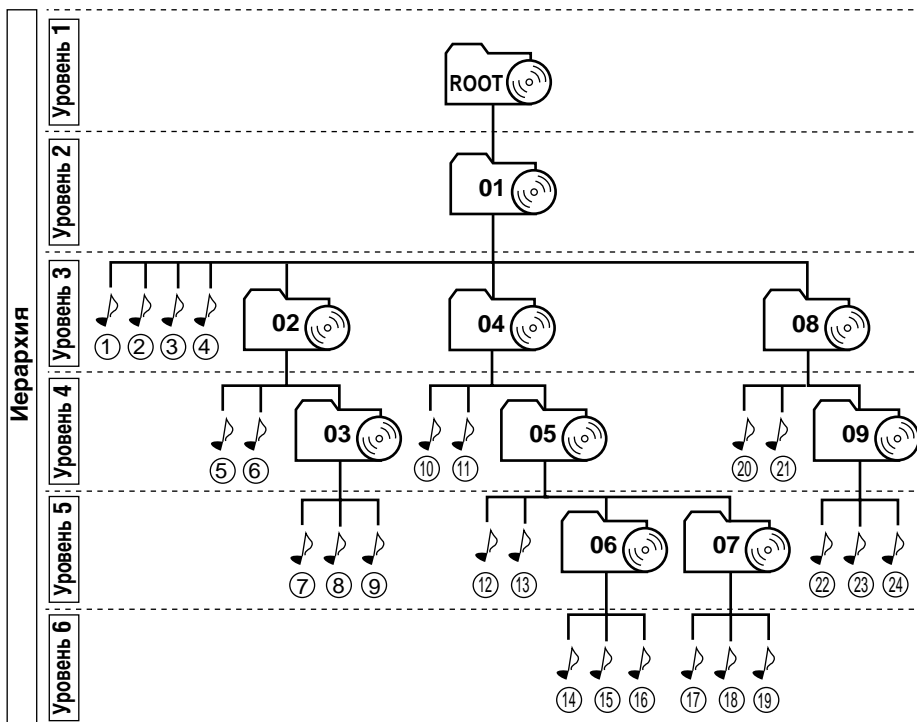 Иерархия
Уровень 1
ROOT
Уровень 2
01
Уровень 3
02
04
08
① ② ③ ④
Уровень 4
03
05
09
⑤ ⑥ ⑩ ⑪ ⑳ ㉑
Уровень 5
06
07
⑦ ⑧ ⑨ ⑫ ⑬ ㉒ ㉓ ㉔
Уровень 6
⑭ ⑮ ⑯ ⑰ ⑱ ⑲